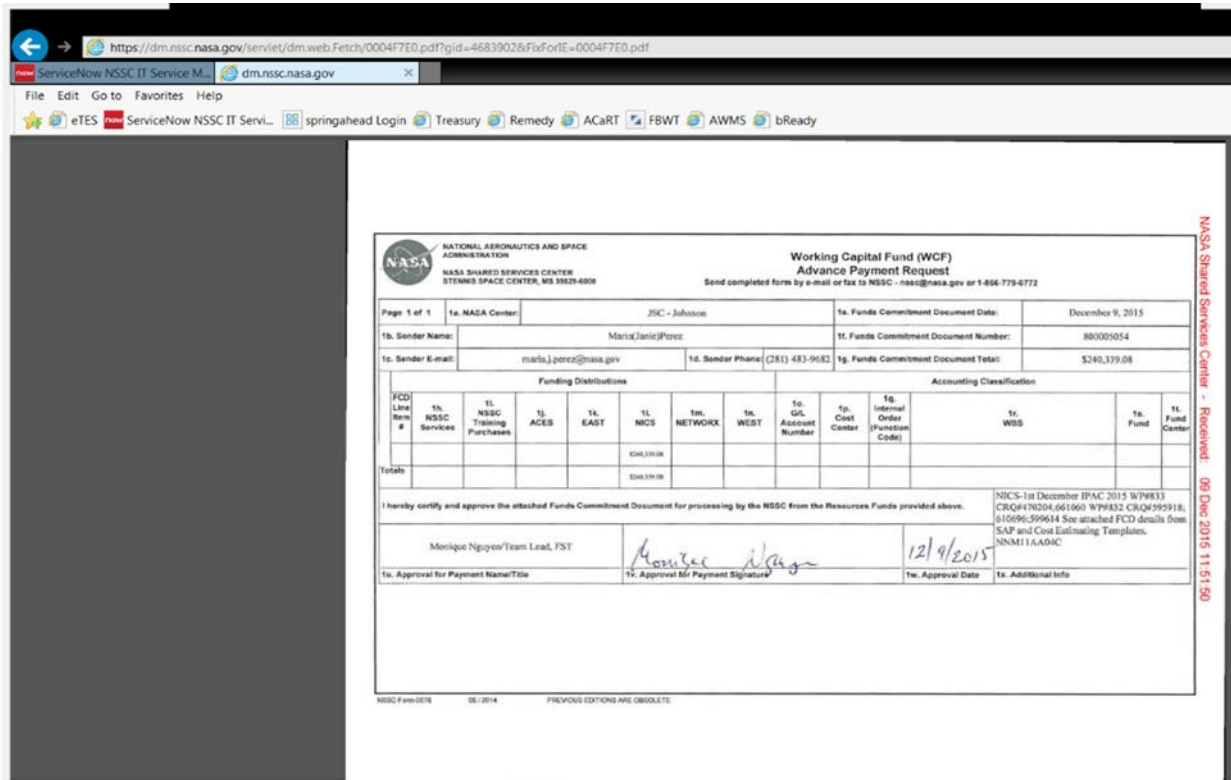 https://dm.nssc.nasa.gov/servlet/dm.web.Fetch/0004F7E0.pdf?gid=4683902&FixForIE=0004F7E0.pdf
now ServiceNow NSSC IT Service M... dm.nssc.nasa.gov
File Edit Go to Favorites Help
eTES now ServiceNow NSSC IT Servi... springahead Login Treasury Remedy ACaRT FBWT AWMS bReady
NASA
NATIONAL AERONAUTICS AND SPACE
ADMINISTRATION
NASA SHARED SERVICES CENTER
STENNIS SPACE CENTER, MS 39529-6000
Working Capital Fund (WCF)
Advance Payment Request
Send completed form by e-mail or fax to NSSC - nssc@nasa.gov or 1-866-779-6772
Page 1 of 1 1a. NASA Center: JSC - Johnson 1e. Funds Commitment Document Date: December 9, 2015
1b. Sender Name: Maria(Janie)Perez 1f. Funds Commitment Document Number: 800005054
1c. Sender E-mail: maria.j.perez@nasa.gov 1d. Sender Phone: (281) 483-9682 1g. Funds Commitment Document Total: $240,339.08
Funding Distributions Accounting Classification
FCD Line Item # 1h. NSSC Services 1i. NSSC Training Purchases 1j. ACES 1k. EAST 1l. NICS 1m. NETWORX 1n. WEST 1o. G/L Account Number 1p. Cost Center 1q. Internal Order (Function Code) 1r. WBS 1s. Fund 1t. Fund Center
$240,339.08
Totals $240,339.08
I hereby certify and approve the attached Funds Commitment Document for processing by the NSSC from the Resources Funds provided above.
NICS-1st December IPAC 2015 WP#833
CRQ#470204;661060 WP#832 CRQ#595918;
610696;599614 See attached FCD details from
SAP and Cost Estimating Templates.
NNM11AA04C
Monique Nguyen/Team Lead, FST
Monique Nguyen
12/9/2015
1u. Approval for Payment Name/Title 1v. Approval for Payment Signature 1w. Approval Date 1x. Additional Info
NSSC-Form-0076 05 / 2014 PREVIOUS EDITIONS ARE OBSOLETE
NASA Shared Services Center - Received: 09 Dec 2015 11:51:50